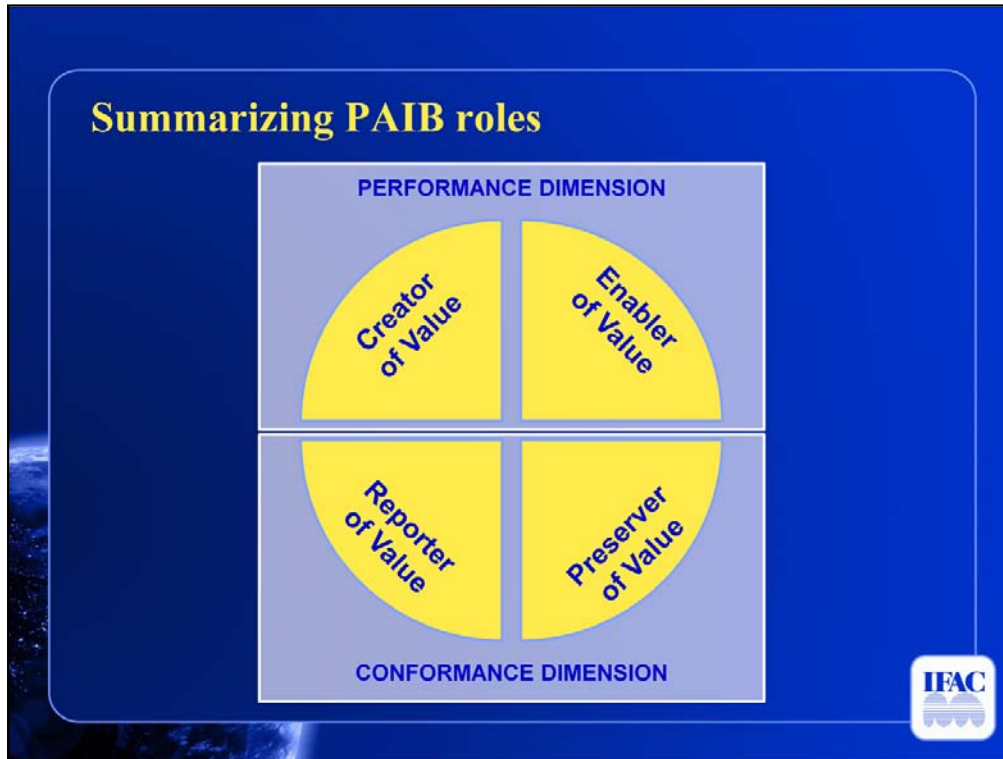 Summarizing PAIB roles
PERFORMANCE DIMENSION
Creator
of Value
Enabler
of Value
Reporter
of Value
Preserver
of Value
CONFORMANCE DIMENSION
IFAC